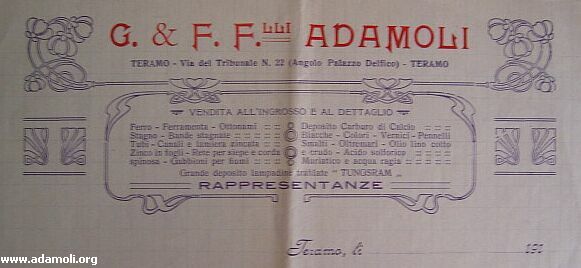 G. & F. F.LLI ADAMOLI
TERAMO - Via del Tribunale N. 22 (Angolo Palazzo Delfico) - TERAMO
VENDITA ALL'INGROSSO E AL DETTAGLIO
Ferro - Ferramenta - Ottonami
Stagno - Bande stagnate
Tubi - Canali e lamiera zincata
Zinco in fogli - Rete per siepe e corda
spinosa - Gabbioni per fiumi
Deposito Carburo di Calcio
Biacche - Colori - Vernici - Pennelli
Smalti - Oltremari - Olio lino cotto
e crudo - Acido solforico
Muriatico e acqua ragia
Grande deposito lampadine trafilate "TUNGSRAM"
RAPPRESENTANZE
Teramo, li 191
www.adamoli.org